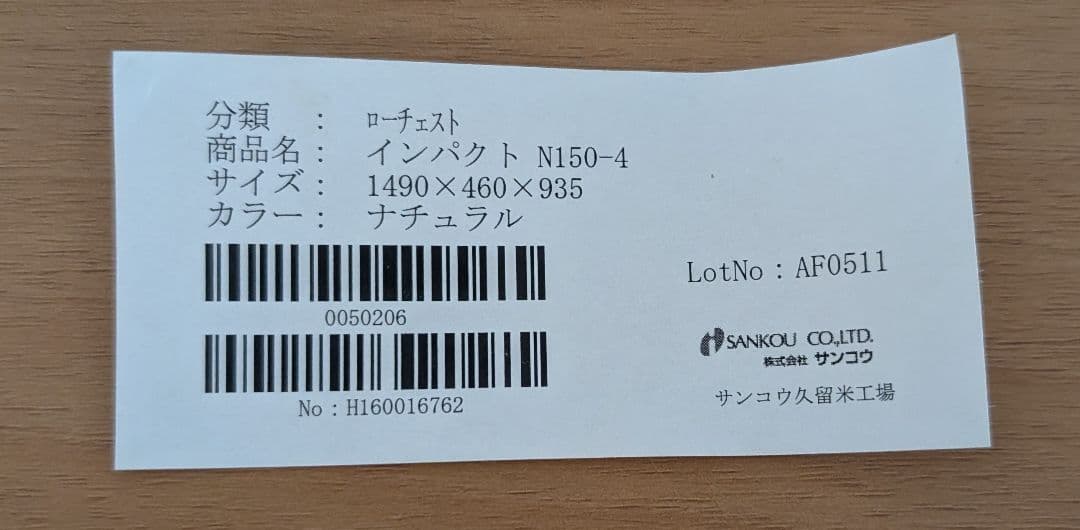 分類　： ﾛｰﾁｪｽﾄ
商品名： インパクト N150-4
サイズ： 1490×460×935
カラー： ナチュラル
0050206
No：H160016762
LotNo：AF0511
SANKOU CO.,LTD.
株式会社 サンコウ
サンコウ久留米工場